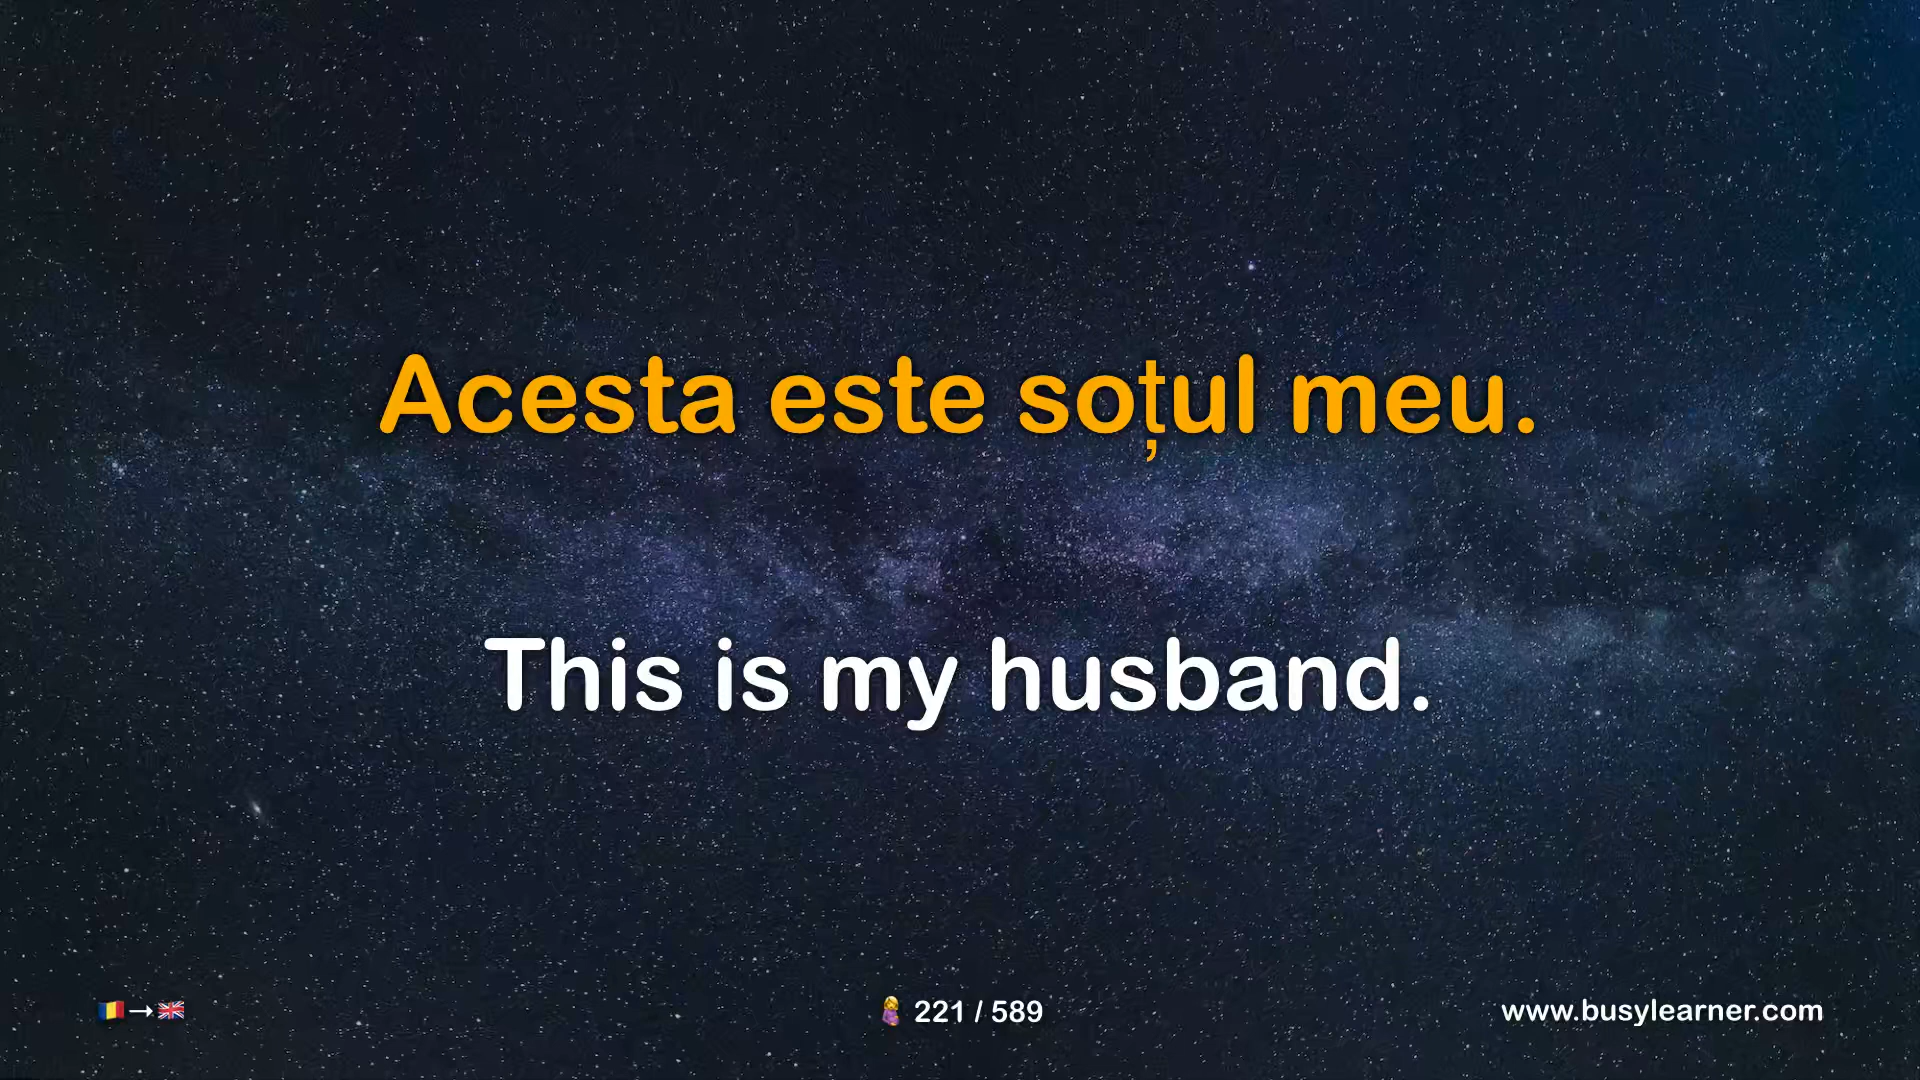 Acesta este soțul meu.
This is my husband.
→
221 / 589
www.busylearner.com